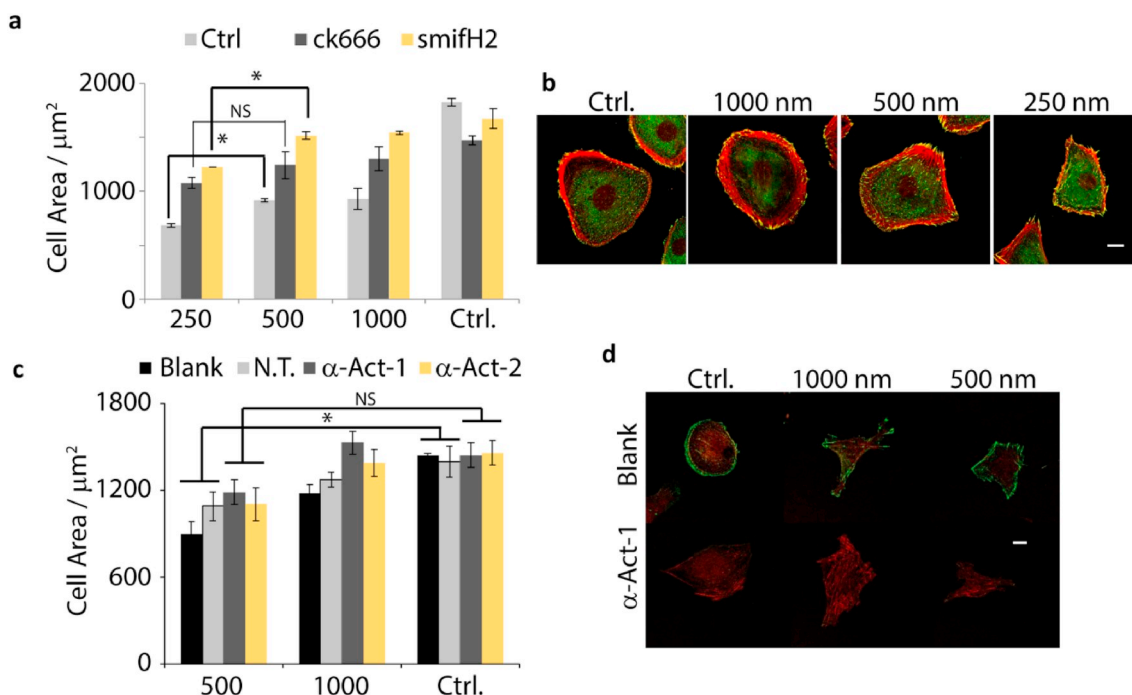 a
Ctrl ck666 smifH2
Cell Area / μm²
2000
1000
0
*
NS
*
250 500 1000 Ctrl.
b
Ctrl. 1000 nm 500 nm 250 nm
c
Blank N.T. α-Act-1 α-Act-2
Cell Area / μm²
1800
1200
600
0
NS
*
500 1000 Ctrl.
d
Ctrl. 1000 nm 500 nm
Blank
α-Act-1